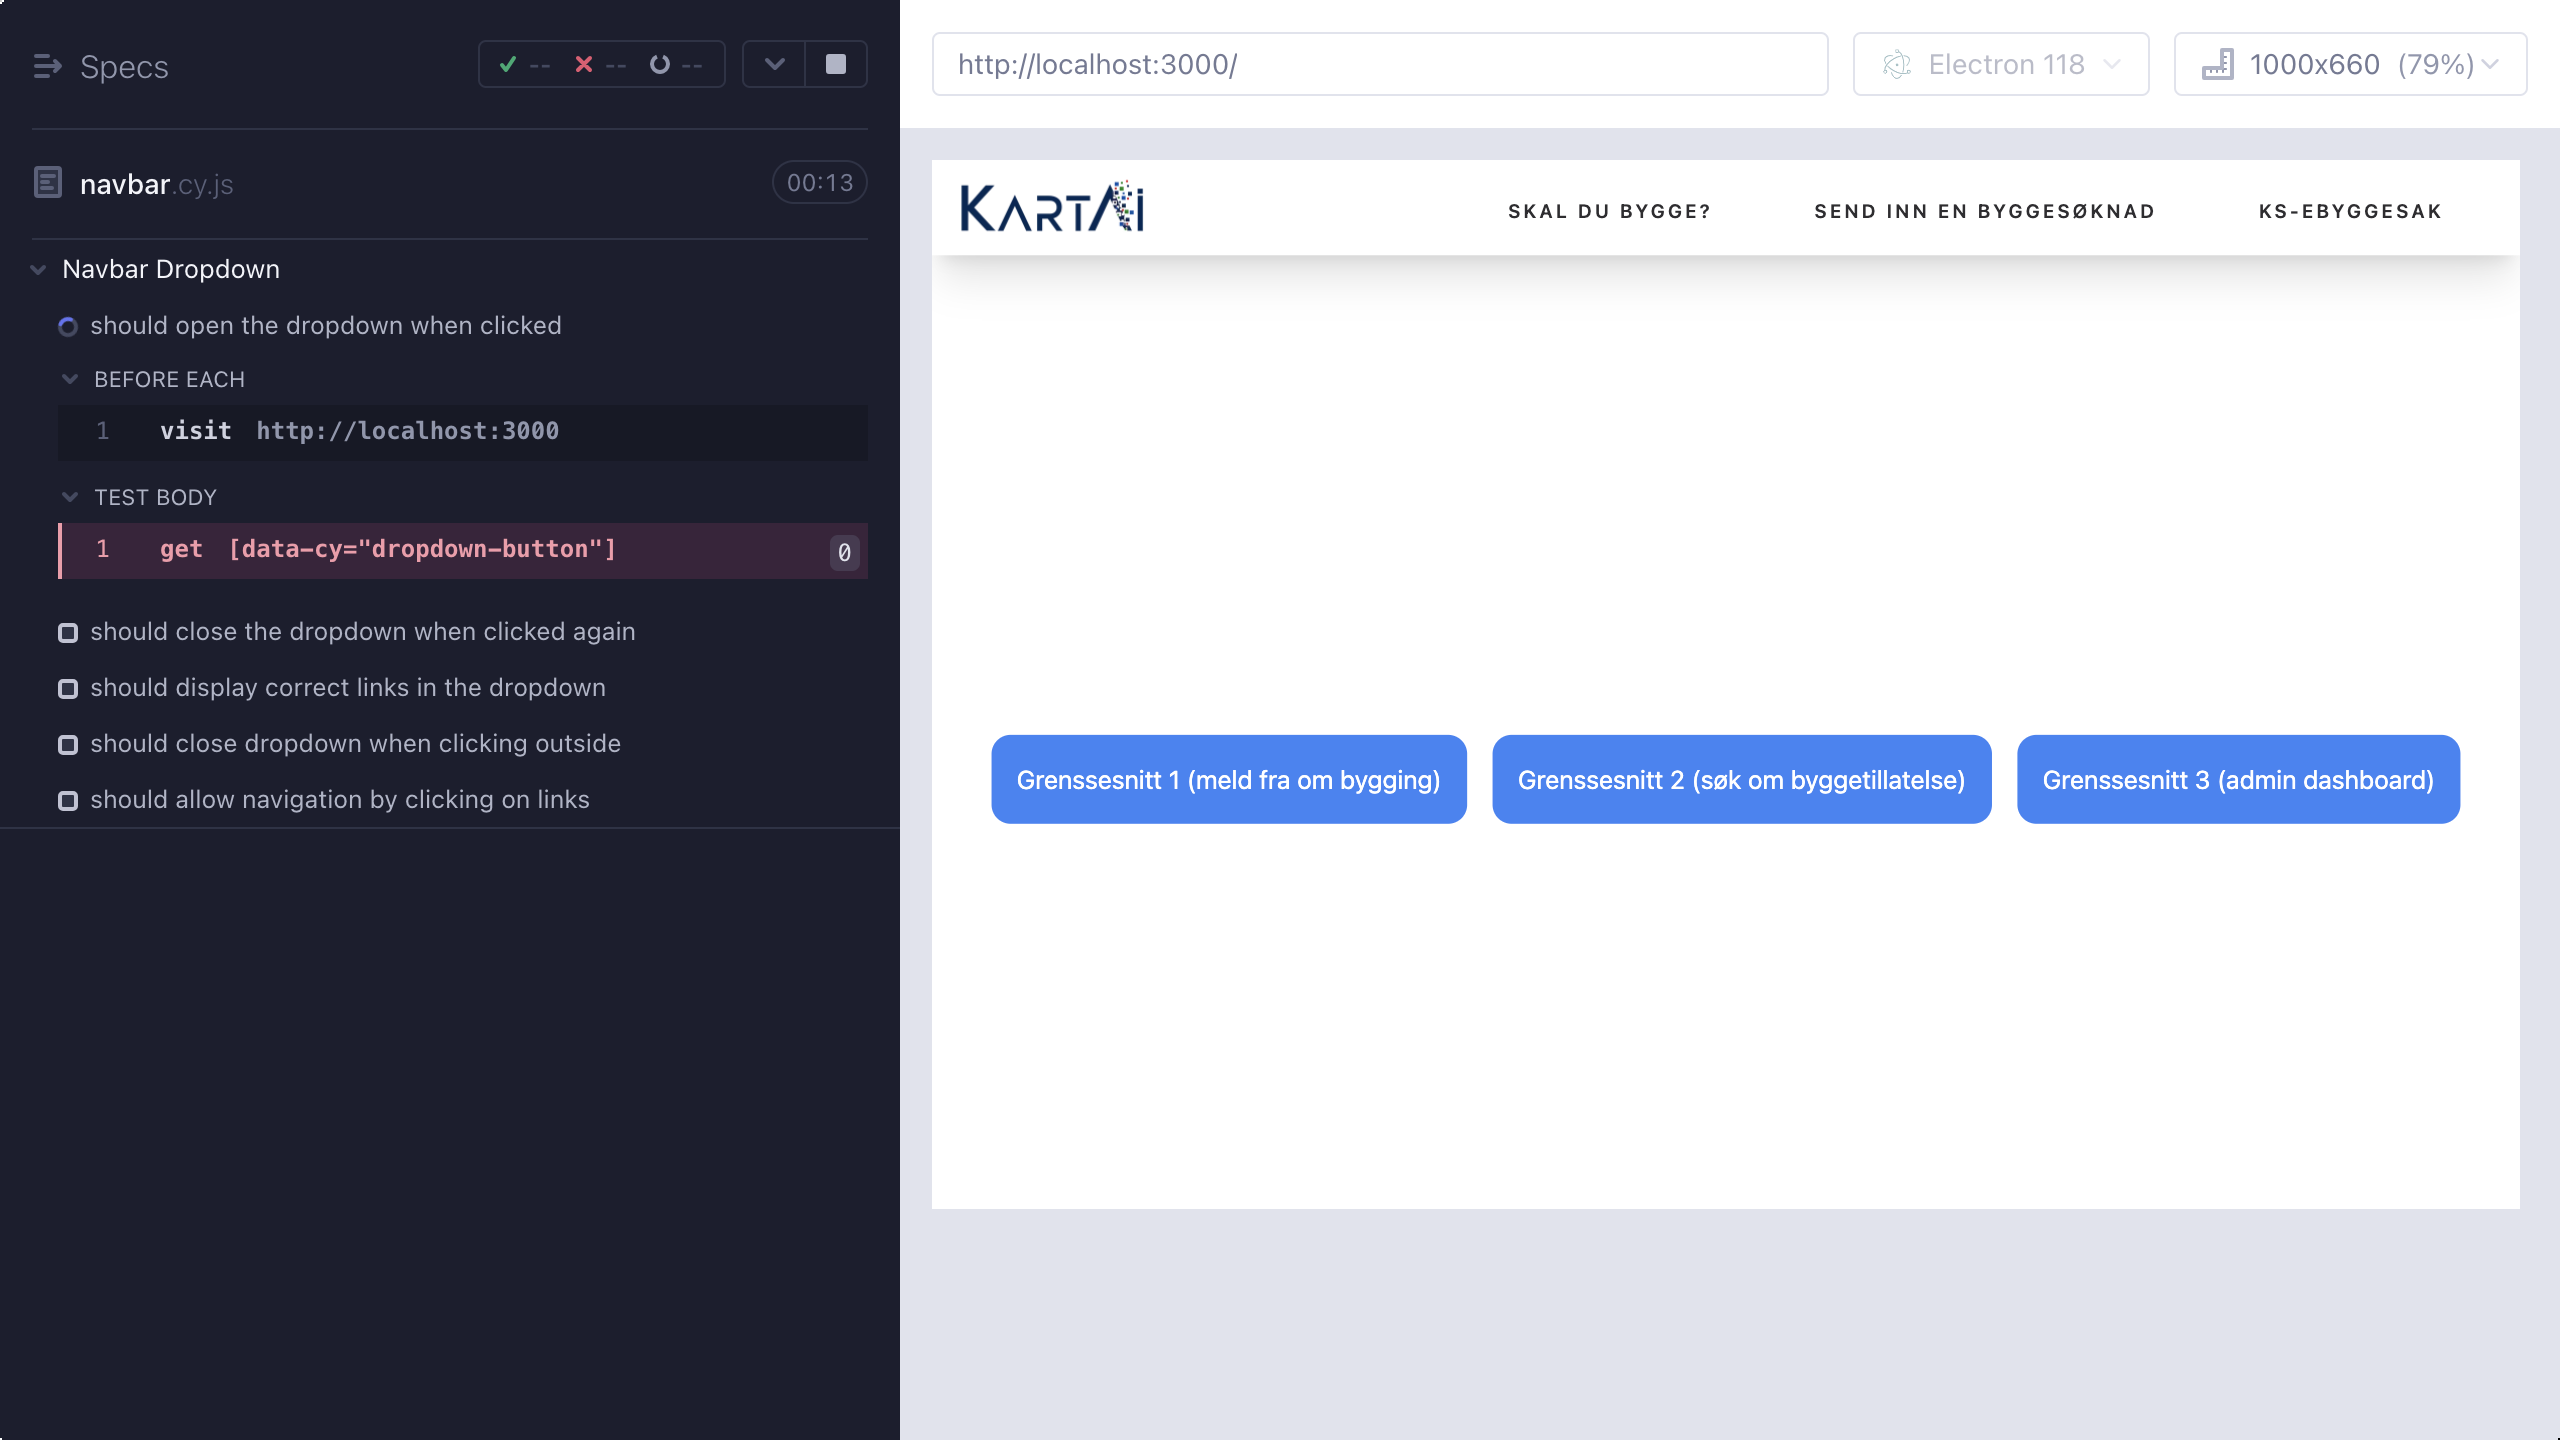 Specs
-- -- --
navbar.cy.js
00:13
Navbar Dropdown
should open the dropdown when clicked
BEFORE EACH
1 visit http://localhost:3000
TEST BODY
1 get [data-cy="dropdown-button"] 0
should close the dropdown when clicked again
should display correct links in the dropdown
should close dropdown when clicking outside
should allow navigation by clicking on links
http://localhost:3000/
Electron 118
1000x660 (79%)
KARTAI
SKAL DU BYGGE?
SEND INN EN BYGGESØKNAD
KS-EBYGGESAK
Grenssesnitt 1 (meld fra om bygging)
Grenssesnitt 2 (søk om byggetillatelse)
Grenssesnitt 3 (admin dashboard)